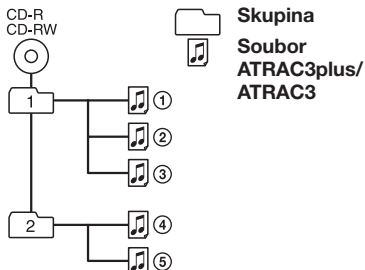 CD-R
CD-RW
Skupina
Soubor
ATRAC3plus/
ATRAC3
1
①
②
③
2
④
⑤